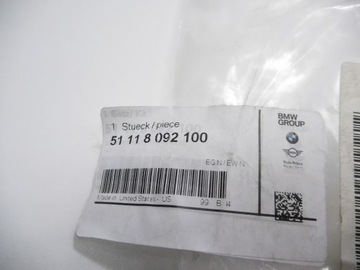 1 Stueck / piece
51 11 8 092 100
BMW
GROUP
EGN/EWN
Made in United States - US
99 B W